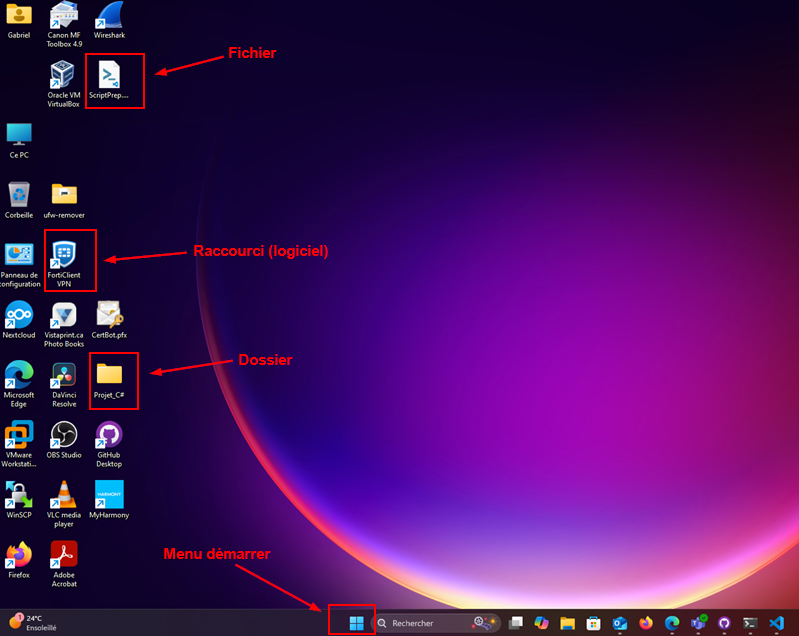 Gabriel
Canon MF
Toolbox 4.9
Wireshark
Fichier
Oracle VM
VirtualBox
ScriptPrep....
Ce PC
Corbeille
ufw-remover
Raccourci (logiciel)
Panneau de
configuration
FortiClient
VPN
Nextcloud
Vistaprint.ca
Photo Books
CertBot.pfx
Dossier
Microsoft
Edge
DaVinci
Resolve
Projet_C#
VMware
Workstati...
OBS Studio
GitHub
Desktop
WinSCP
VLC media
player
HARMONY
MyHarmony
Menu démarrer
Firefox
Adobe
Acrobat
1
24°C
Ensoleillé
Rechercher